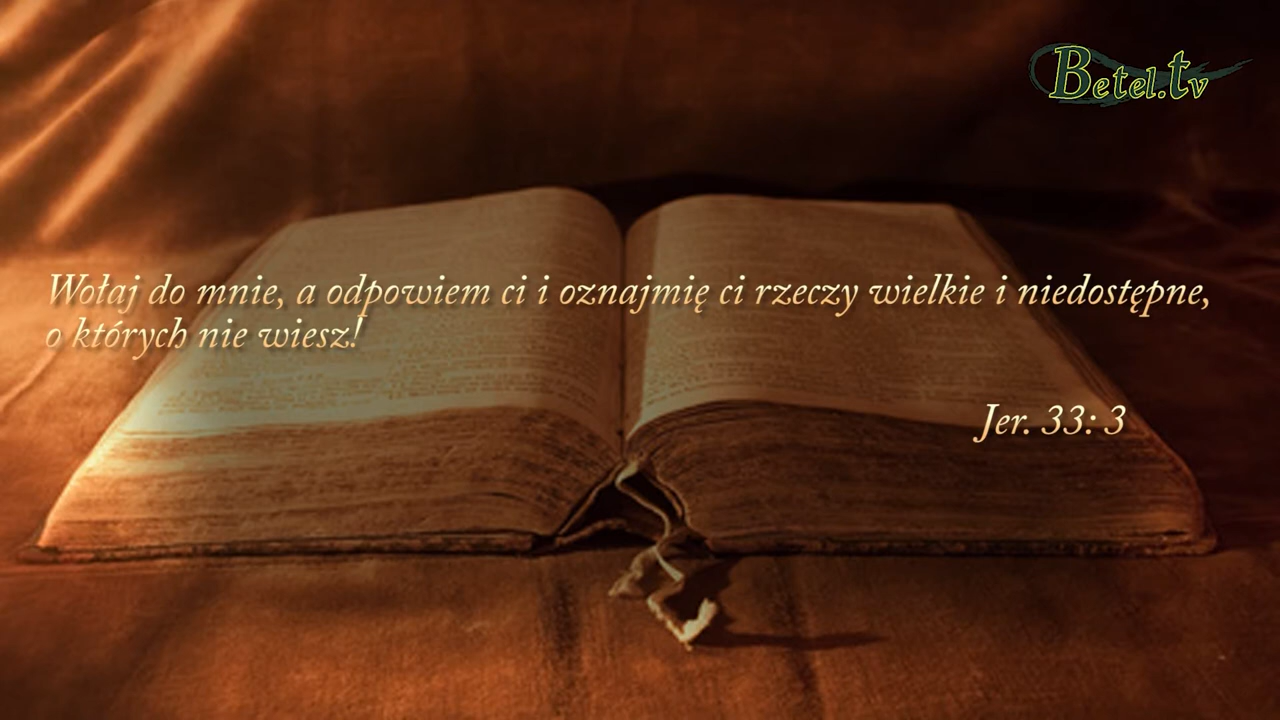 Betel.tv
Wołaj do mnie, a odpowiem ci i oznajmię ci rzeczy wielkie i niedostępne,
o których nie wiesz!
Jer. 33: 3